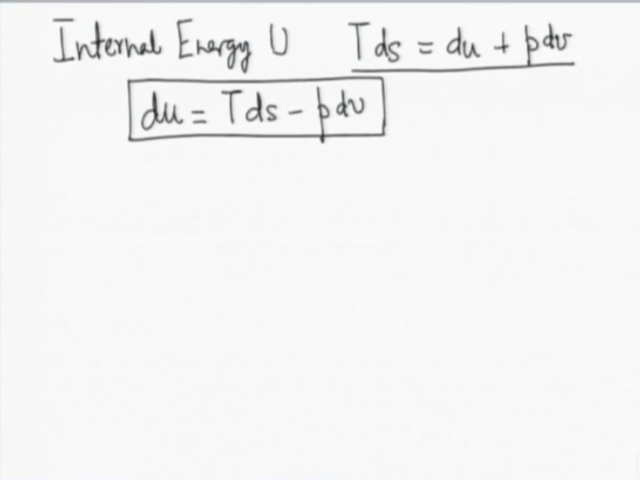 Internal Energy U Tds = du + pdv
du = Tds - pdv